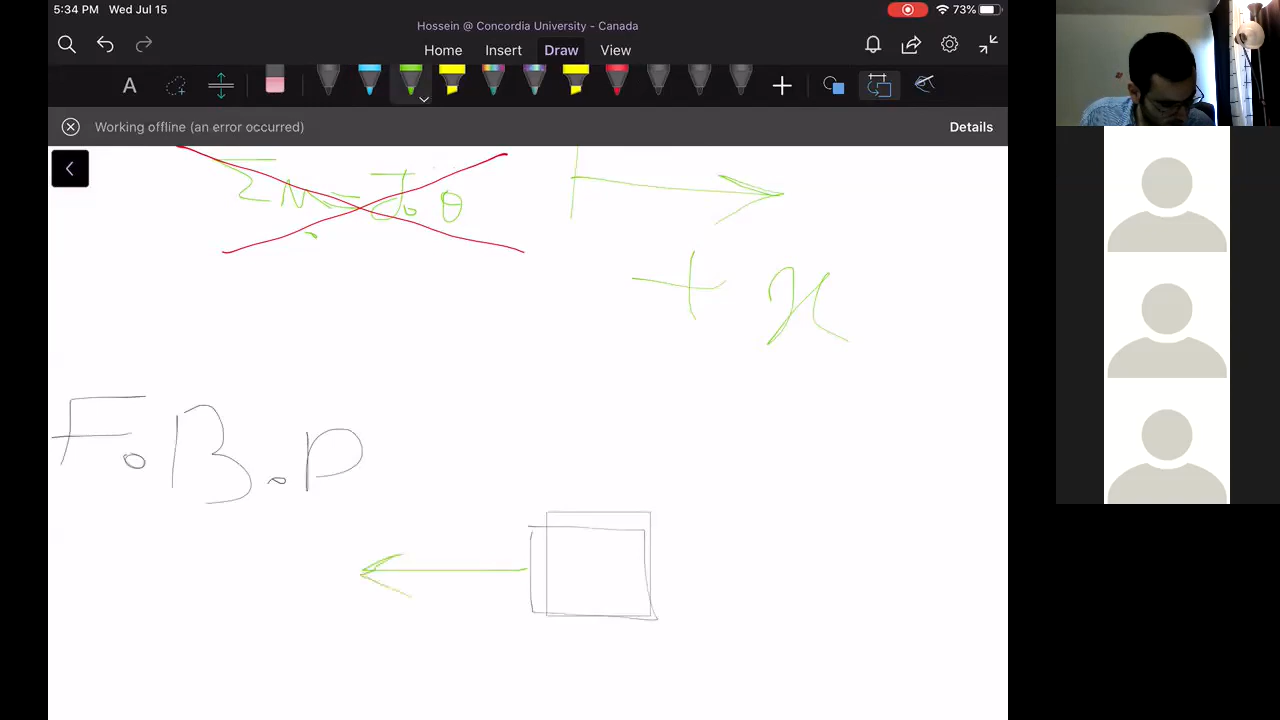 5:34 PM Wed Jul 15
73%
Hossein @ Concordia University - Canada
Home Insert Draw View
A
Working offline (an error occurred)
Details
ΣM = J₀ θ
+ x
F.B.D